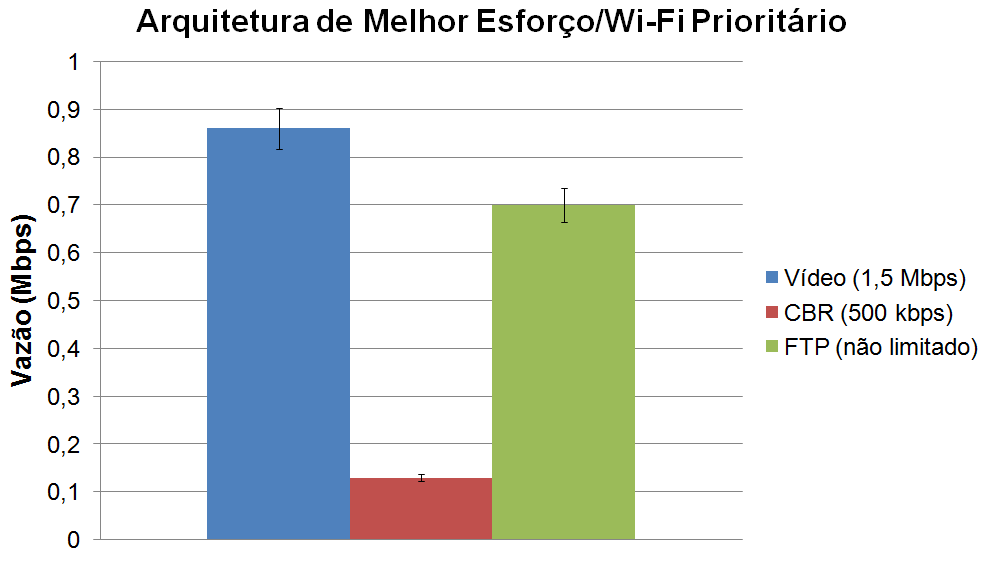 Arquitetura de Melhor Esforço/Wi-Fi Prioritário
1
0,9
0,8
0,7
0,6
0,5
0,4
0,3
0,2
0,1
0
Vazão (Mbps)
Vídeo (1,5 Mbps)
CBR (500 kbps)
FTP (não limitado)